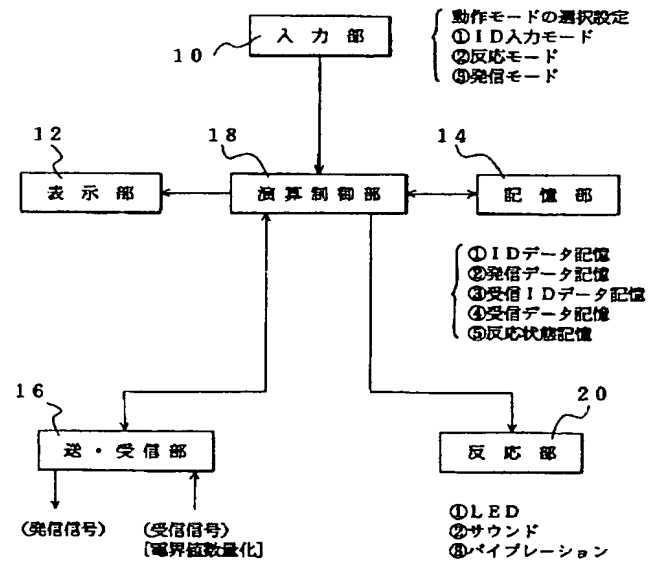 動作モードの選択設定
①ID入力モード
②反応モード
③発信モード
入力部
10
12
18
14
表示部
演算制御部
記憶部
①IDデータ記憶
②発信データ記憶
③受信IDデータ記憶
④受信データ記憶
⑤反応状態記憶
16
20
送・受信部
反応部
(発信信号)
(受信信号)
[電界値数量化]
①LED
②サウンド
③バイブレーション